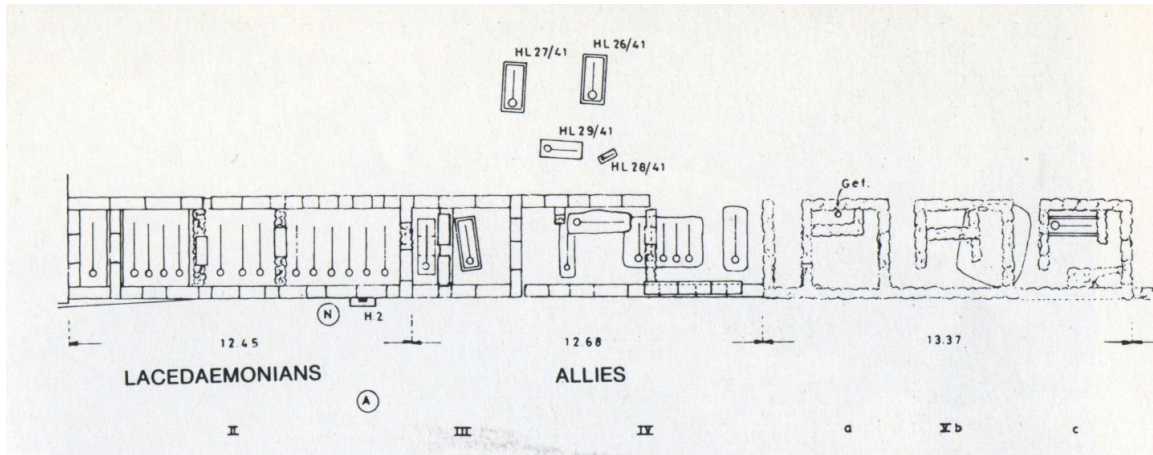 HL 27/41
HL 26/41
HL 29/41
HL 28/41
Gef.
N
H 2
12.45
12.68
13.37
LACEDAEMONIANS
ALLIES
A
II
III
IV
a
V b
c